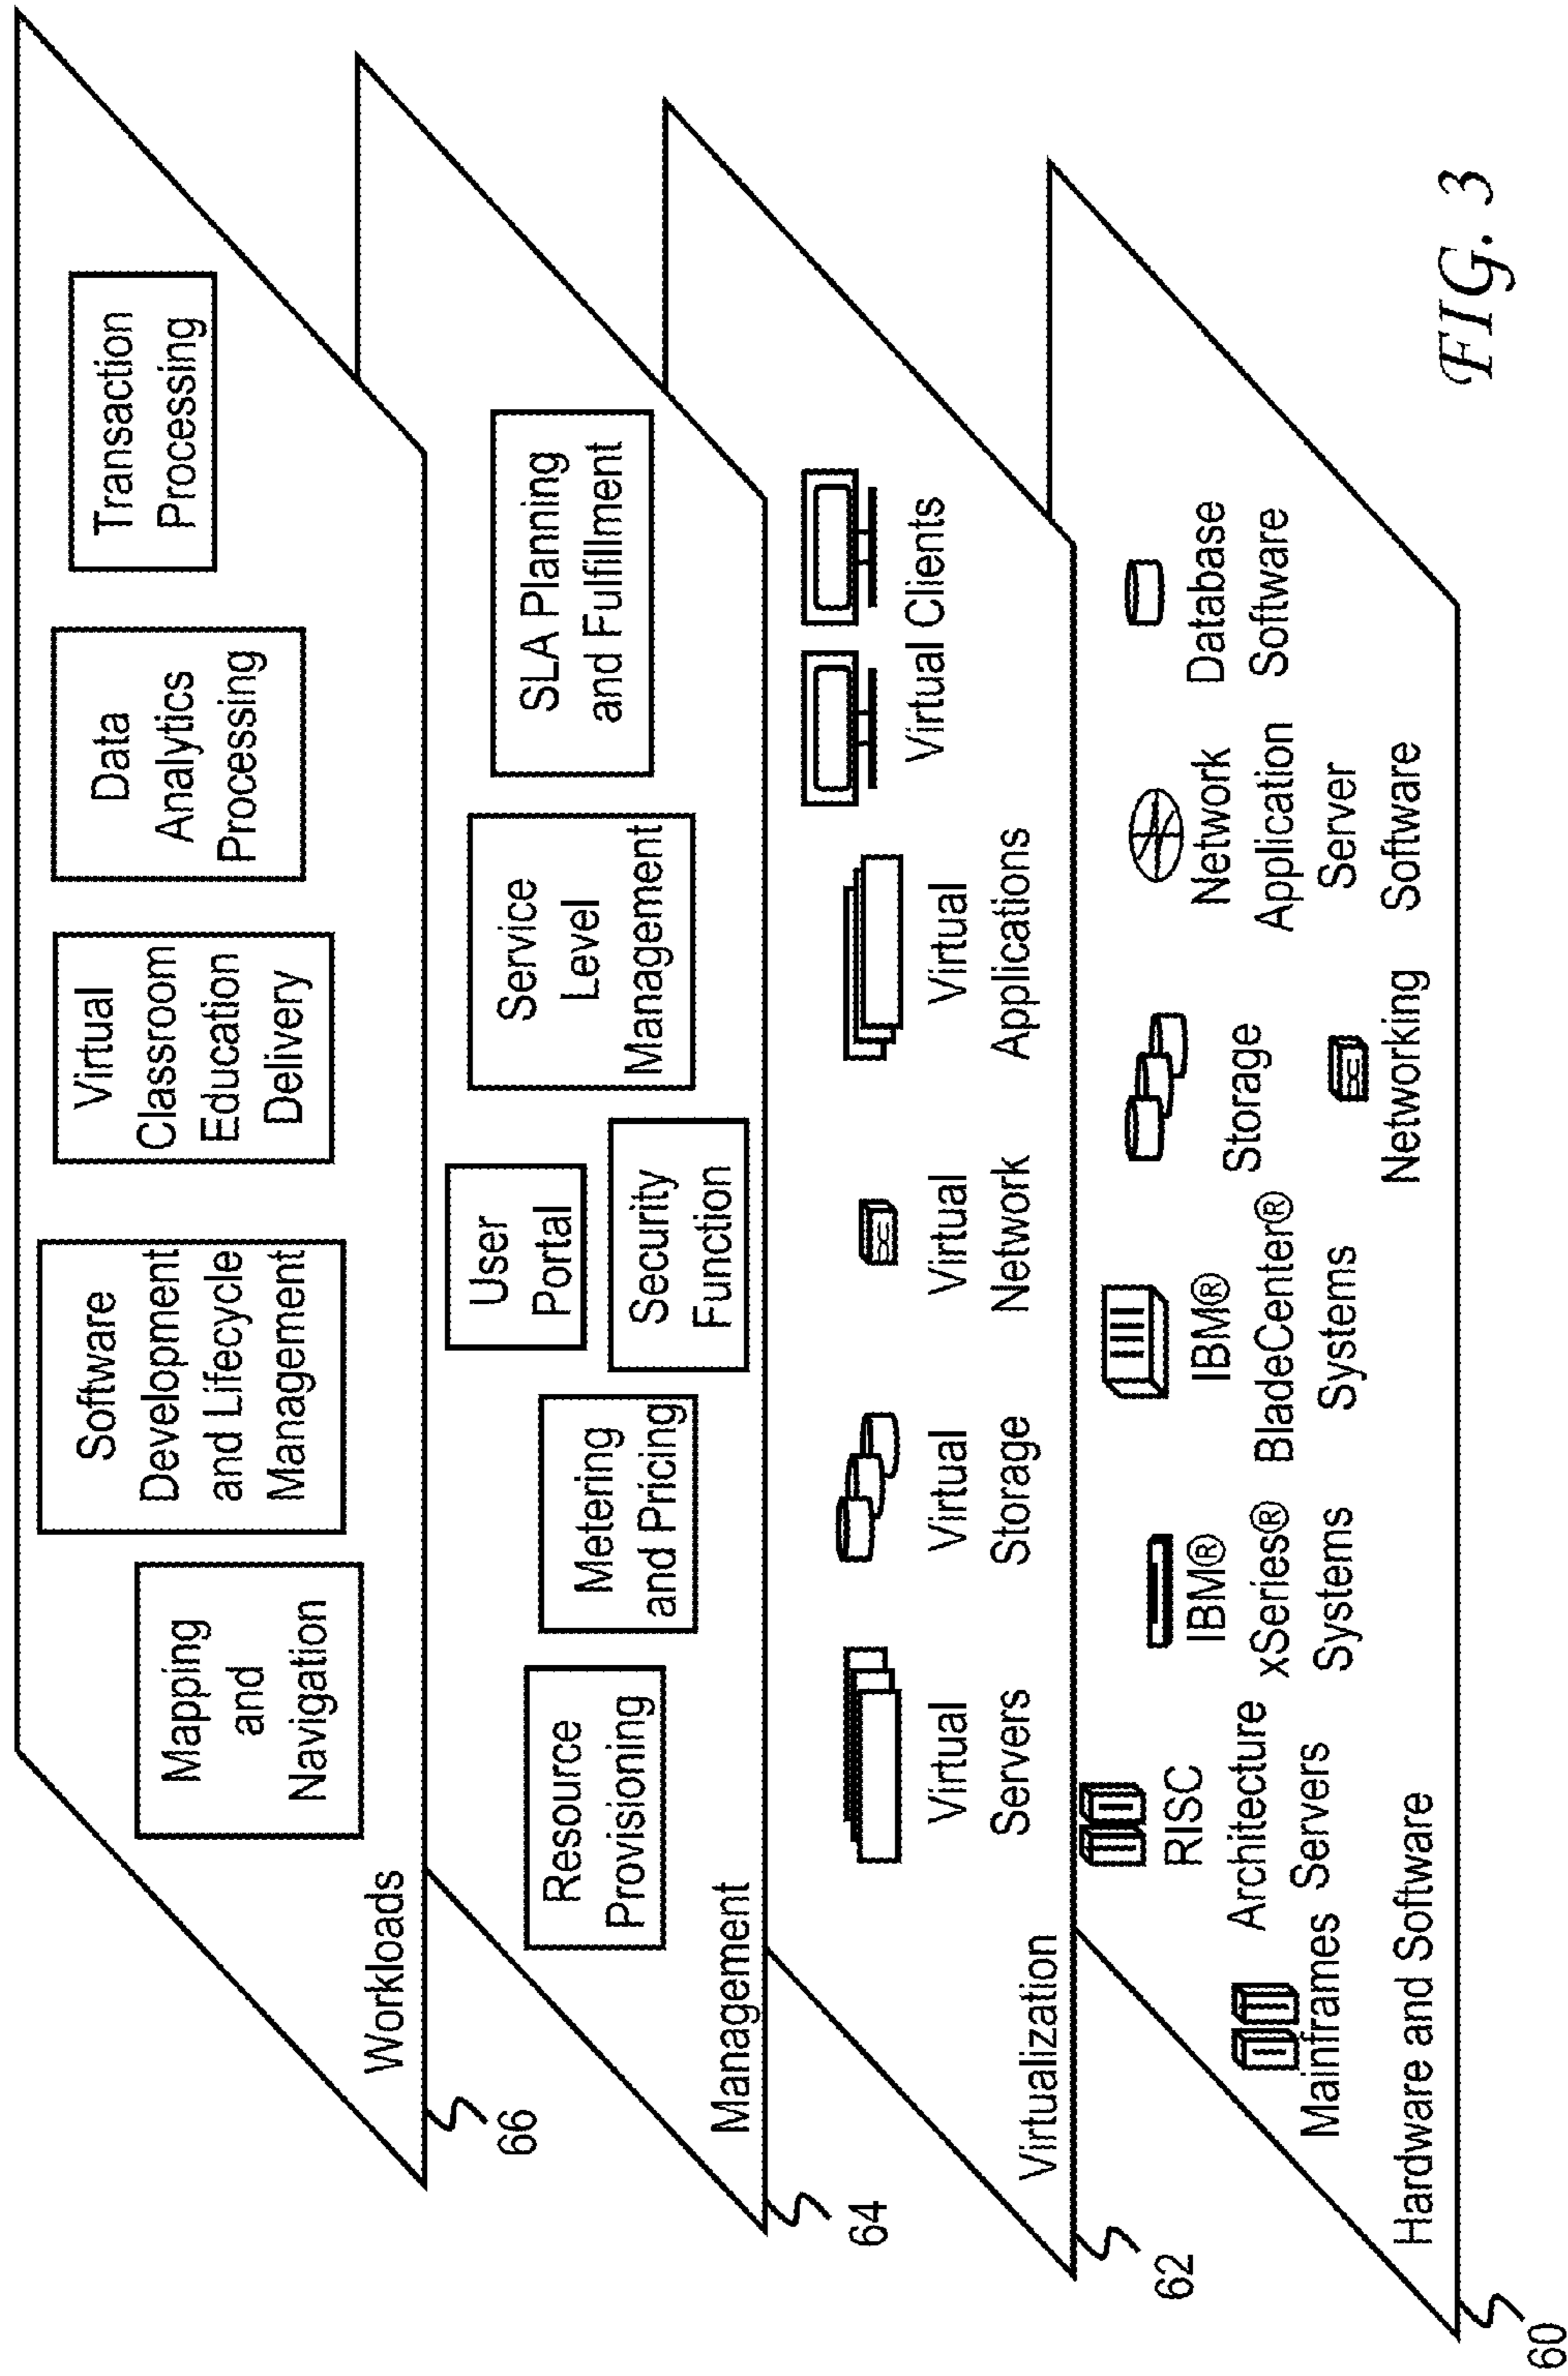 Mapping
and
Navigation
Software
Development
and Lifecycle
Management
Virtual
Classroom
Education
Delivery
Data
Analytics
Processing
Transaction
Processing
Workloads
66
Resource
Provisioning
Metering
and Pricing
User
Portal
Security
Function
Service
Level
Management
SLA Planning
and Fulfillment
Management
64
Virtual
Servers
Virtual
Storage
Virtual
Network
Virtual
Applications
Virtual Clients
Virtualization
62
Mainframes
RISC
Architecture
Servers
IBM®
xSeries®
Systems
IBM®
BladeCenter®
Systems
Storage
Networking
Network
Application
Server
Software
Database
Software
Hardware and Software
60
FIG. 3